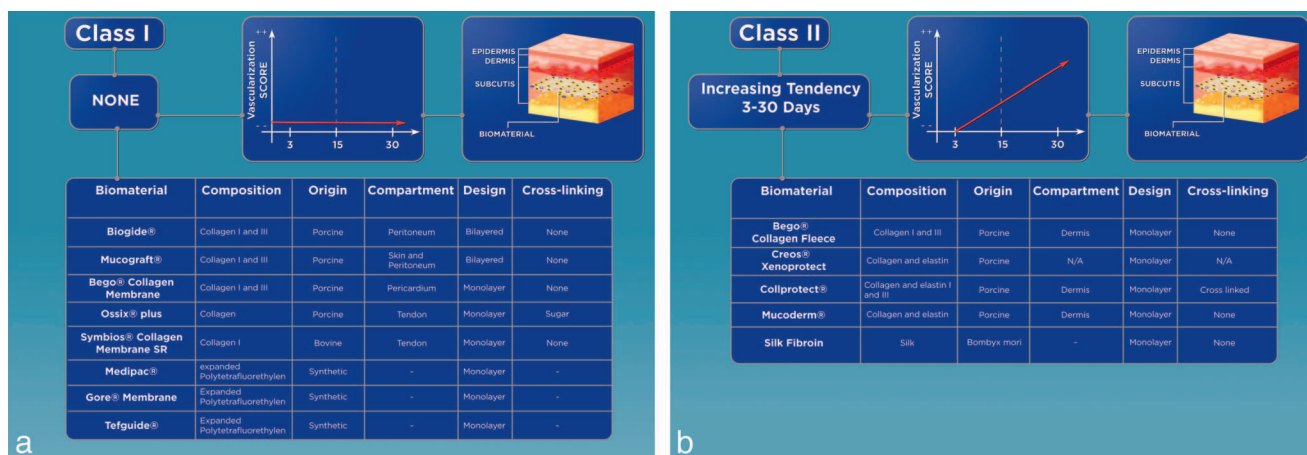 Class I
NONE
Vascularization
SCORE
++
--
3 15 30
EPIDERMIS
DERMIS
SUBCUTIS
BIOMATERIAL
Biomaterial Composition Origin Compartment Design Cross-linking
Biogide® Collagen I and III Porcine Peritoneum Bilayered None
Mucograft® Collagen I and III Porcine Skin and
Peritoneum Bilayered None
Bego® Collagen
Membrane Collagen I and III Porcine Pericardium Monolayer None
Ossix® plus Collagen Porcine Tendon Monolayer Sugar
Symbios® Collagen
Membrane SR Collagen I Bovine Tendon Monolayer None
Medipac® expanded
Polytetrafluorethylen Synthetic - Monolayer -
Gore® Membrane Expanded
Polytetrafluorethylen Synthetic - Monolayer -
Tefguide® Expanded
Polytetrafluorethylen Synthetic - Monolayer -
a
Class II
Increasing Tendency
3-30 Days
Vascularization
SCORE
++
--
3 15 30
EPIDERMIS
DERMIS
SUBCUTIS
BIOMATERIAL
Biomaterial Composition Origin Compartment Design Cross-linking
Bego®
Collagen Fleece Collagen I and III Porcine Dermis Monolayer None
Creos®
Xenoprotect Collagen and elastin Porcine N/A Monolayer N/A
Collprotect® Collagen and elastin I
and III Porcine Dermis Monolayer Cross linked
Mucoderm® Collagen and elastin Porcine Dermis Monolayer None
Silk Fibroin Silk Bombyx mori - Monolayer None
b